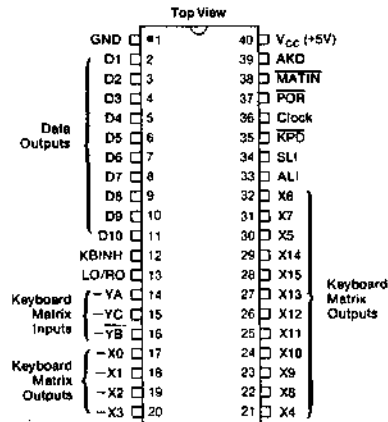 Top View
GND 1 40 VCC (+5V)
D1 2 39 AKO
D2 3 38 MATIN
D3 4 37 POR
D4 5 36 Clock
D5 6 35 KPD
D6 7 34 SLI
D7 8 33 ALI
D8 9 32 X6
D9 10 31 X7
D10 11 30 X5
KBINH 12 29 X14
LO/RO 13 28 X15
YA 14 27 X13
YC 15 26 X12
YB 16 25 X11
X0 17 24 X10
X1 18 23 X9
X2 19 22 X8
X3 20 21 X4
Data
Outputs
Keyboard
Matrix
Inputs
Keyboard
Matrix
Outputs
Keyboard
Matrix
Outputs